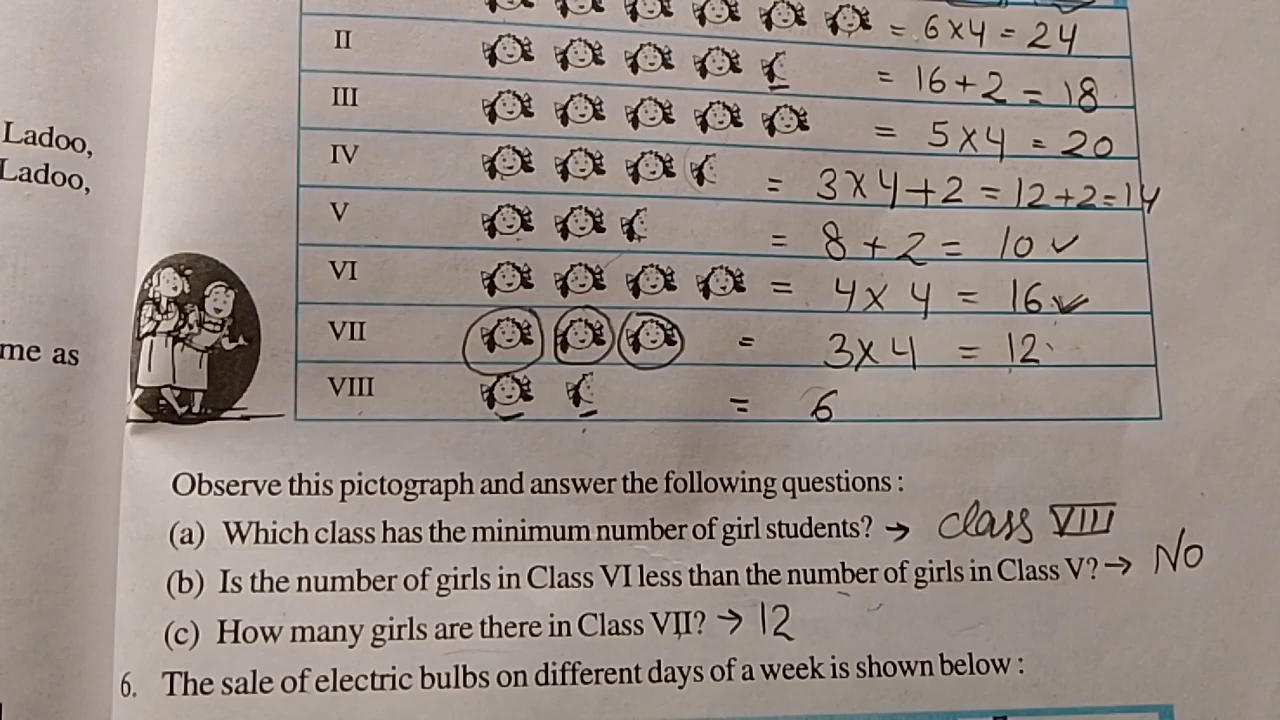 = 6×4 = 24
II = 16+2 = 18
III = 5×4 = 20
IV = 3×4+2 = 12+2=14
V = 8+2 = 10 ✓
VI = 4×4 = 16 ✓
VII = 3×4 = 12
VIII = 6
Ladoo,
Ladoo,
me as
Observe this pictograph and answer the following questions :
(a) Which class has the minimum number of girl students? → class VIII
(b) Is the number of girls in Class VI less than the number of girls in Class V? → No
(c) How many girls are there in Class VII? → 12
6. The sale of electric bulbs on different days of a week is shown below :